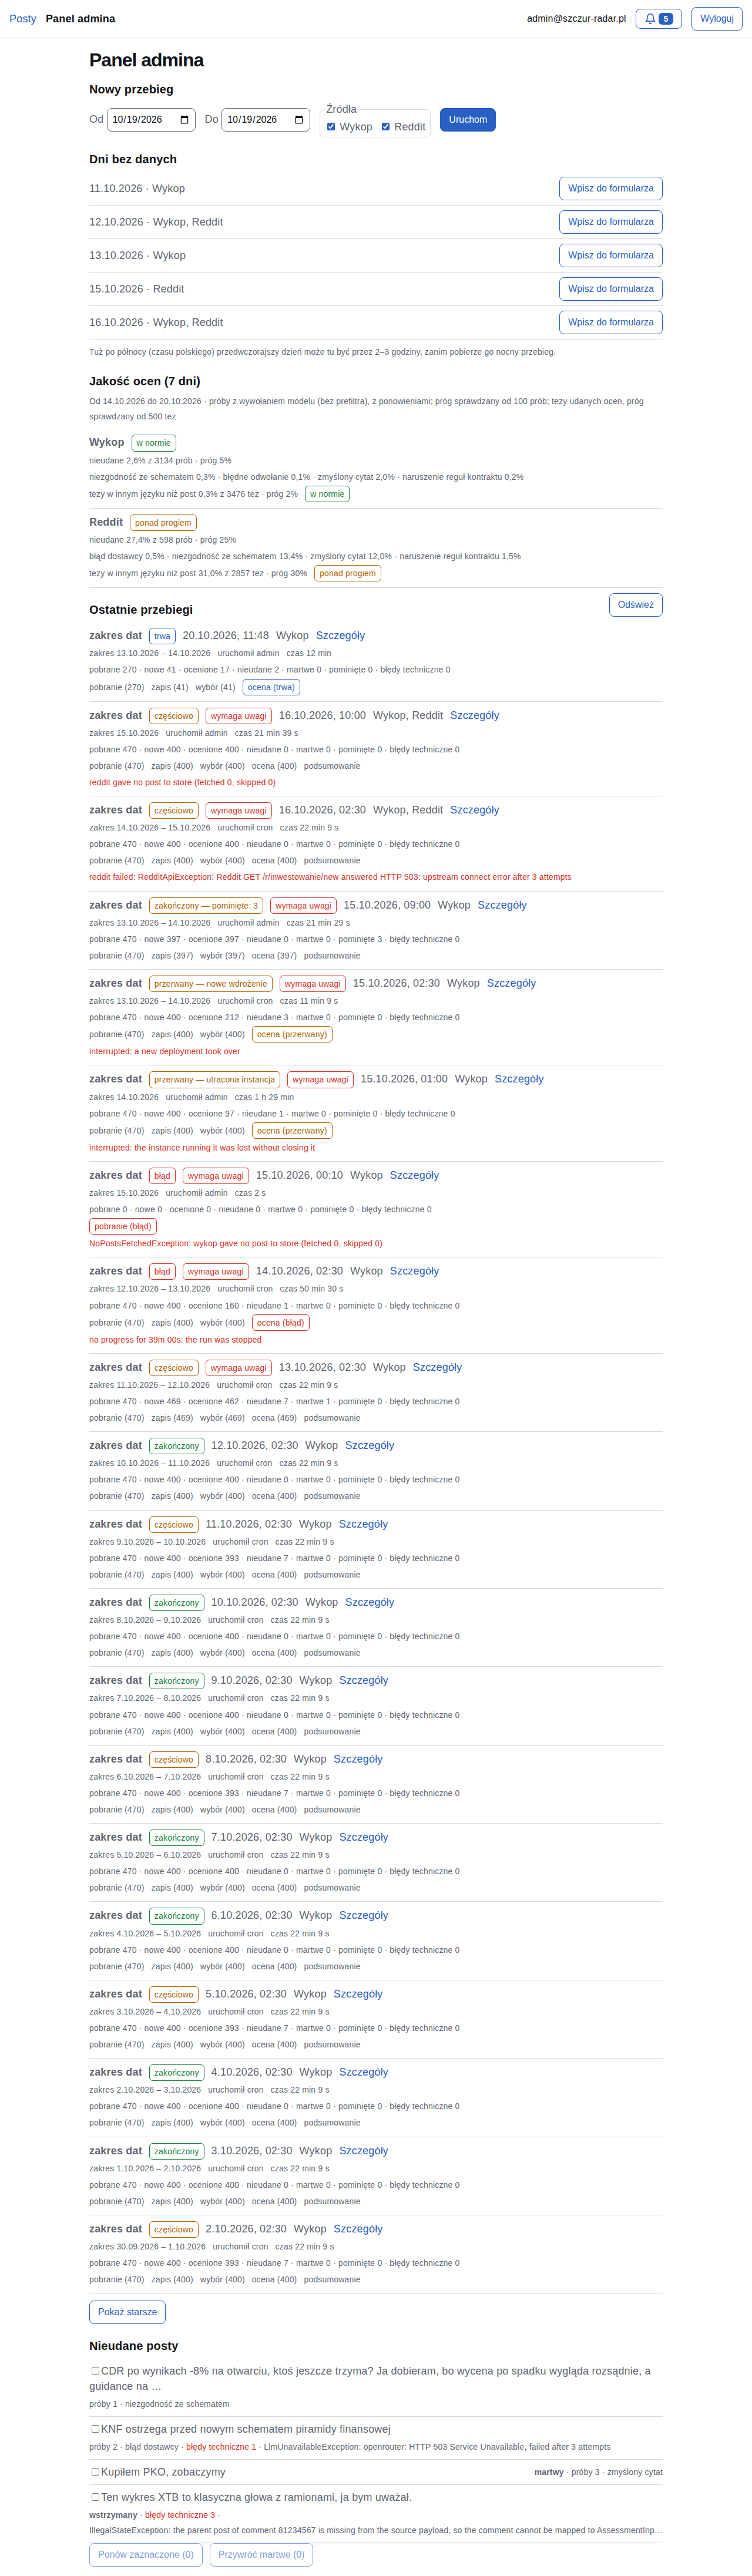 Posty Panel admina admin@szczur-radar.pl 5 Wyloguj
Panel admina
Nowy przebieg
Od 10/19/2026 Do 10/19/2026 Źródła Wykop Reddit Uruchom
Dni bez danych
11.10.2026 · Wykop Wpisz do formularza
12.10.2026 · Wykop, Reddit Wpisz do formularza
13.10.2026 · Wykop Wpisz do formularza
15.10.2026 · Reddit Wpisz do formularza
16.10.2026 · Wykop, Reddit Wpisz do formularza
Tuż po północy (czasu polskiego) przedwczorajszy dzień może tu być przez 2–3 godziny, zanim pobierze go nocny przebieg.
Jakość ocen (7 dni)
Od 14.10.2026 do 20.10.2026 · próby z wywołaniem modelu (bez prefiltra), z ponowieniami; próg sprawdzany od 100 prób; tezy udanych ocen, próg
sprawdzany od 500 tez
Wykop w normie
nieudane 2,6% z 3134 prób · próg 5%
niezgodność ze schematem 0,3% · błędne odwołanie 0,1% · zmyślony cytat 2,0% · naruszenie reguł kontraktu 0,2%
tezy w innym języku niż post 0,3% z 3476 tez · próg 2% w normie
Reddit ponad progiem
nieudane 27,4% z 598 prób · próg 25%
błąd dostawcy 0,5% · niezgodność ze schematem 13,4% · zmyślony cytat 12,0% · naruszenie reguł kontraktu 1,5%
tezy w innym języku niż post 31,0% z 2857 tez · próg 30% ponad progiem
Ostatnie przebiegi Odśwież
zakres dat trwa 20.10.2026, 11:48 Wykop Szczegóły
zakres 13.10.2026 – 14.10.2026 uruchomił admin czas 12 min
pobrane 270 · nowe 41 · ocenione 17 · nieudane 2 · martwe 0 · pominięte 0 · błędy techniczne 0
pobranie (270) zapis (41) wybór (41) ocena (trwa)
zakres dat częściowo wymaga uwagi 16.10.2026, 10:00 Wykop, Reddit Szczegóły
zakres 15.10.2026 uruchomił admin czas 21 min 39 s
pobrane 470 · nowe 400 · ocenione 400 · nieudane 0 · martwe 0 · pominięte 0 · błędy techniczne 0
pobranie (470) zapis (400) wybór (400) ocena (400) podsumowanie
reddit gave no post to store (fetched 0, skipped 0)
zakres dat częściowo wymaga uwagi 16.10.2026, 02:30 Wykop, Reddit Szczegóły
zakres 14.10.2026 – 15.10.2026 uruchomił cron czas 22 min 9 s
pobrane 470 · nowe 400 · ocenione 400 · nieudane 0 · martwe 0 · pominięte 0 · błędy techniczne 0
pobranie (470) zapis (400) wybór (400) ocena (400) podsumowanie
reddit failed: RedditApiException: Reddit GET /r/inwestowanie/new answered HTTP 503: upstream connect error after 3 attempts
zakres dat zakończony — pominięte: 3 wymaga uwagi 15.10.2026, 09:00 Wykop Szczegóły
zakres 13.10.2026 – 14.10.2026 uruchomił admin czas 21 min 29 s
pobrane 470 · nowe 397 · ocenione 397 · nieudane 0 · martwe 0 · pominięte 3 · błędy techniczne 0
pobranie (470) zapis (397) wybór (397) ocena (397) podsumowanie
zakres dat przerwany — nowe wdrożenie wymaga uwagi 15.10.2026, 02:30 Wykop Szczegóły
zakres 13.10.2026 – 14.10.2026 uruchomił cron czas 11 min 9 s
pobrane 470 · nowe 400 · ocenione 212 · nieudane 3 · martwe 0 · pominięte 0 · błędy techniczne 0
pobranie (470) zapis (400) wybór (400) ocena (przerwany)
interrupted: a new deployment took over
zakres dat przerwany — utracona instancja wymaga uwagi 15.10.2026, 01:00 Wykop Szczegóły
zakres 14.10.2026 uruchomił admin czas 1 h 29 min
pobrane 470 · nowe 400 · ocenione 97 · nieudane 1 · martwe 0 · pominięte 0 · błędy techniczne 0
pobranie (470) zapis (400) wybór (400) ocena (przerwany)
interrupted: the instance running it was lost without closing it
zakres dat błąd wymaga uwagi 15.10.2026, 00:10 Wykop Szczegóły
zakres 15.10.2026 uruchomił admin czas 2 s
pobrane 0 · nowe 0 · ocenione 0 · nieudane 0 · martwe 0 · pominięte 0 · błędy techniczne 0
pobranie (błąd)
NoPostsFetchedException: wykop gave no post to store (fetched 0, skipped 0)
zakres dat błąd wymaga uwagi 14.10.2026, 02:30 Wykop Szczegóły
zakres 12.10.2026 – 13.10.2026 uruchomił cron czas 50 min 30 s
pobrane 470 · nowe 400 · ocenione 160 · nieudane 1 · martwe 0 · pominięte 0 · błędy techniczne 0
pobranie (470) zapis (400) wybór (400) ocena (błąd)
no progress for 39m 00s: the run was stopped
zakres dat częściowo wymaga uwagi 13.10.2026, 02:30 Wykop Szczegóły
zakres 11.10.2026 – 12.10.2026 uruchomił cron czas 22 min 9 s
pobrane 470 · nowe 469 · ocenione 462 · nieudane 7 · martwe 1 · pominięte 0 · błędy techniczne 0
pobranie (470) zapis (469) wybór (469) ocena (469) podsumowanie
zakres dat zakończony 12.10.2026, 02:30 Wykop Szczegóły
zakres 10.10.2026 – 11.10.2026 uruchomił cron czas 22 min 9 s
pobrane 470 · nowe 400 · ocenione 400 · nieudane 0 · martwe 0 · pominięte 0 · błędy techniczne 0
pobranie (470) zapis (400) wybór (400) ocena (400) podsumowanie
zakres dat częściowo 11.10.2026, 02:30 Wykop Szczegóły
zakres 9.10.2026 – 10.10.2026 uruchomił cron czas 22 min 9 s
pobrane 470 · nowe 400 · ocenione 393 · nieudane 7 · martwe 0 · pominięte 0 · błędy techniczne 0
pobranie (470) zapis (400) wybór (400) ocena (400) podsumowanie
zakres dat zakończony 10.10.2026, 02:30 Wykop Szczegóły
zakres 8.10.2026 – 9.10.2026 uruchomił cron czas 22 min 9 s
pobrane 470 · nowe 400 · ocenione 400 · nieudane 0 · martwe 0 · pominięte 0 · błędy techniczne 0
pobranie (470) zapis (400) wybór (400) ocena (400) podsumowanie
zakres dat zakończony 9.10.2026, 02:30 Wykop Szczegóły
zakres 7.10.2026 – 8.10.2026 uruchomił cron czas 22 min 9 s
pobrane 470 · nowe 400 · ocenione 400 · nieudane 0 · martwe 0 · pominięte 0 · błędy techniczne 0
pobranie (470) zapis (400) wybór (400) ocena (400) podsumowanie
zakres dat częściowo 8.10.2026, 02:30 Wykop Szczegóły
zakres 6.10.2026 – 7.10.2026 uruchomił cron czas 22 min 9 s
pobrane 470 · nowe 400 · ocenione 393 · nieudane 7 · martwe 0 · pominięte 0 · błędy techniczne 0
pobranie (470) zapis (400) wybór (400) ocena (400) podsumowanie
zakres dat zakończony 7.10.2026, 02:30 Wykop Szczegóły
zakres 5.10.2026 – 6.10.2026 uruchomił cron czas 22 min 9 s
pobrane 470 · nowe 400 · ocenione 400 · nieudane 0 · martwe 0 · pominięte 0 · błędy techniczne 0
pobranie (470) zapis (400) wybór (400) ocena (400) podsumowanie
zakres dat zakończony 6.10.2026, 02:30 Wykop Szczegóły
zakres 4.10.2026 – 5.10.2026 uruchomił cron czas 22 min 9 s
pobrane 470 · nowe 400 · ocenione 400 · nieudane 0 · martwe 0 · pominięte 0 · błędy techniczne 0
pobranie (470) zapis (400) wybór (400) ocena (400) podsumowanie
zakres dat częściowo 5.10.2026, 02:30 Wykop Szczegóły
zakres 3.10.2026 – 4.10.2026 uruchomił cron czas 22 min 9 s
pobrane 470 · nowe 400 · ocenione 393 · nieudane 7 · martwe 0 · pominięte 0 · błędy techniczne 0
pobranie (470) zapis (400) wybór (400) ocena (400) podsumowanie
zakres dat zakończony 4.10.2026, 02:30 Wykop Szczegóły
zakres 2.10.2026 – 3.10.2026 uruchomił cron czas 22 min 9 s
pobrane 470 · nowe 400 · ocenione 400 · nieudane 0 · martwe 0 · pominięte 0 · błędy techniczne 0
pobranie (470) zapis (400) wybór (400) ocena (400) podsumowanie
zakres dat zakończony 3.10.2026, 02:30 Wykop Szczegóły
zakres 1.10.2026 – 2.10.2026 uruchomił cron czas 22 min 9 s
pobrane 470 · nowe 400 · ocenione 400 · nieudane 0 · martwe 0 · pominięte 0 · błędy techniczne 0
pobranie (470) zapis (400) wybór (400) ocena (400) podsumowanie
zakres dat częściowo 2.10.2026, 02:30 Wykop Szczegóły
zakres 30.09.2026 – 1.10.2026 uruchomił cron czas 22 min 9 s
pobrane 470 · nowe 400 · ocenione 393 · nieudane 7 · martwe 0 · pominięte 0 · błędy techniczne 0
pobranie (470) zapis (400) wybór (400) ocena (400) podsumowanie
Pokaż starsze
Nieudane posty
CDR po wynikach -8% na otwarciu, ktoś jeszcze trzyma? Ja dobieram, bo wycena po spadku wygląda rozsądnie, a
guidance na …
próby 1 · niezgodność ze schematem
KNF ostrzega przed nowym schematem piramidy finansowej
próby 2 · błąd dostawcy · błędy techniczne 1 · LlmUnavailableException: openrouter: HTTP 503 Service Unavailable, failed after 3 attempts
Kupiłem PKO, zobaczymy martwy · próby 3 · zmyślony cytat
Ten wykres XTB to klasyczna głowa z ramionami, ja bym uważał.
wstrzymany · błędy techniczne 3 ·
IllegalStateException: the parent post of comment 81234567 is missing from the source payload, so the comment cannot be mapped to AssessmentInp…
Ponów zaznaczone (0) Przywróć martwe (0)